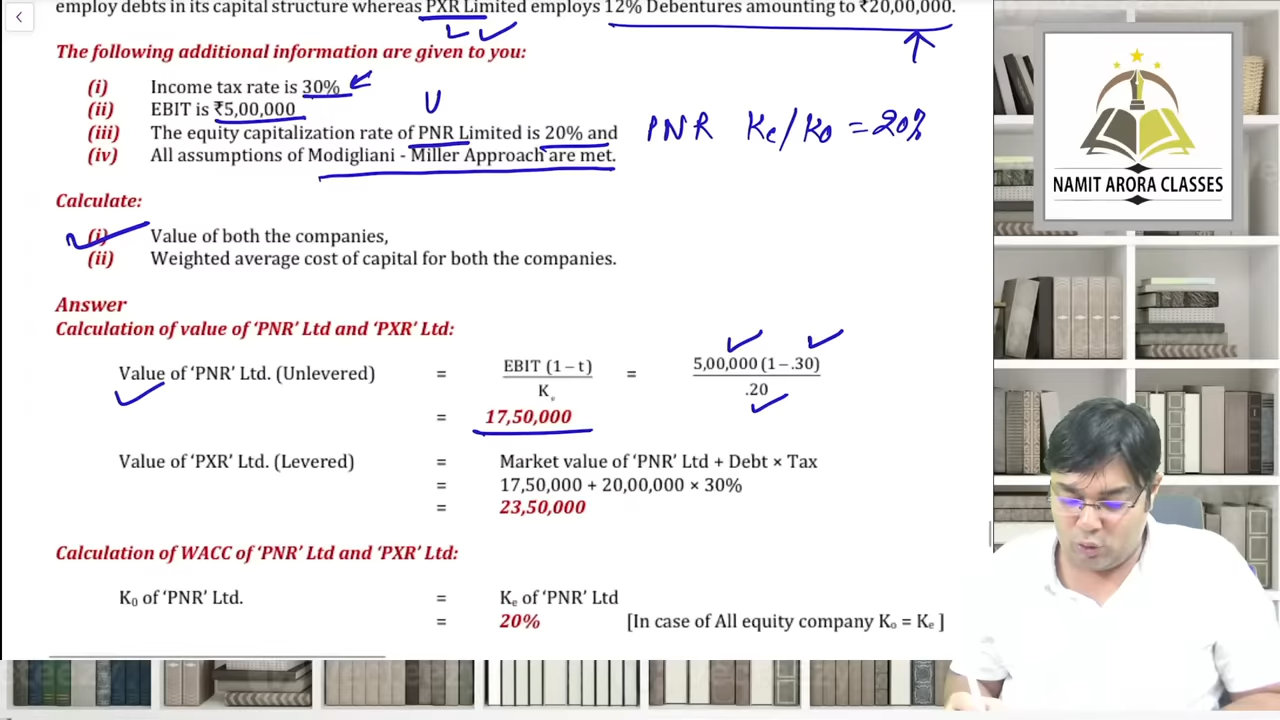 employ debts in its capital structure whereas PXR Limited employs 12% Debentures amounting to ₹20,00,000.
The following additional information are given to you:
(i) Income tax rate is 30%
(ii) EBIT is ₹5,00,000
U
(iii) The equity capitalization rate of PNR Limited is 20% and
PNR Ke/K0 = 20%
(iv) All assumptions of Modigliani - Miller Approach are met.
NAMIT ARORA CLASSES
Calculate:
(i) Value of both the companies,
(ii) Weighted average cost of capital for both the companies.
Answer
Calculation of value of 'PNR' Ltd and 'PXR' Ltd:
Value of 'PNR' Ltd. (Unlevered) = EBIT (1 – t) / Ke = 5,00,000 (1 – .30) / .20
= 17,50,000
Value of 'PXR' Ltd. (Levered) = Market value of 'PNR' Ltd + Debt × Tax
= 17,50,000 + 20,00,000 × 30%
= 23,50,000
Calculation of WACC of 'PNR' Ltd and 'PXR' Ltd:
K0 of 'PNR' Ltd. = Ke of 'PNR' Ltd
= 20% [In case of All equity company Ko = Ke ]